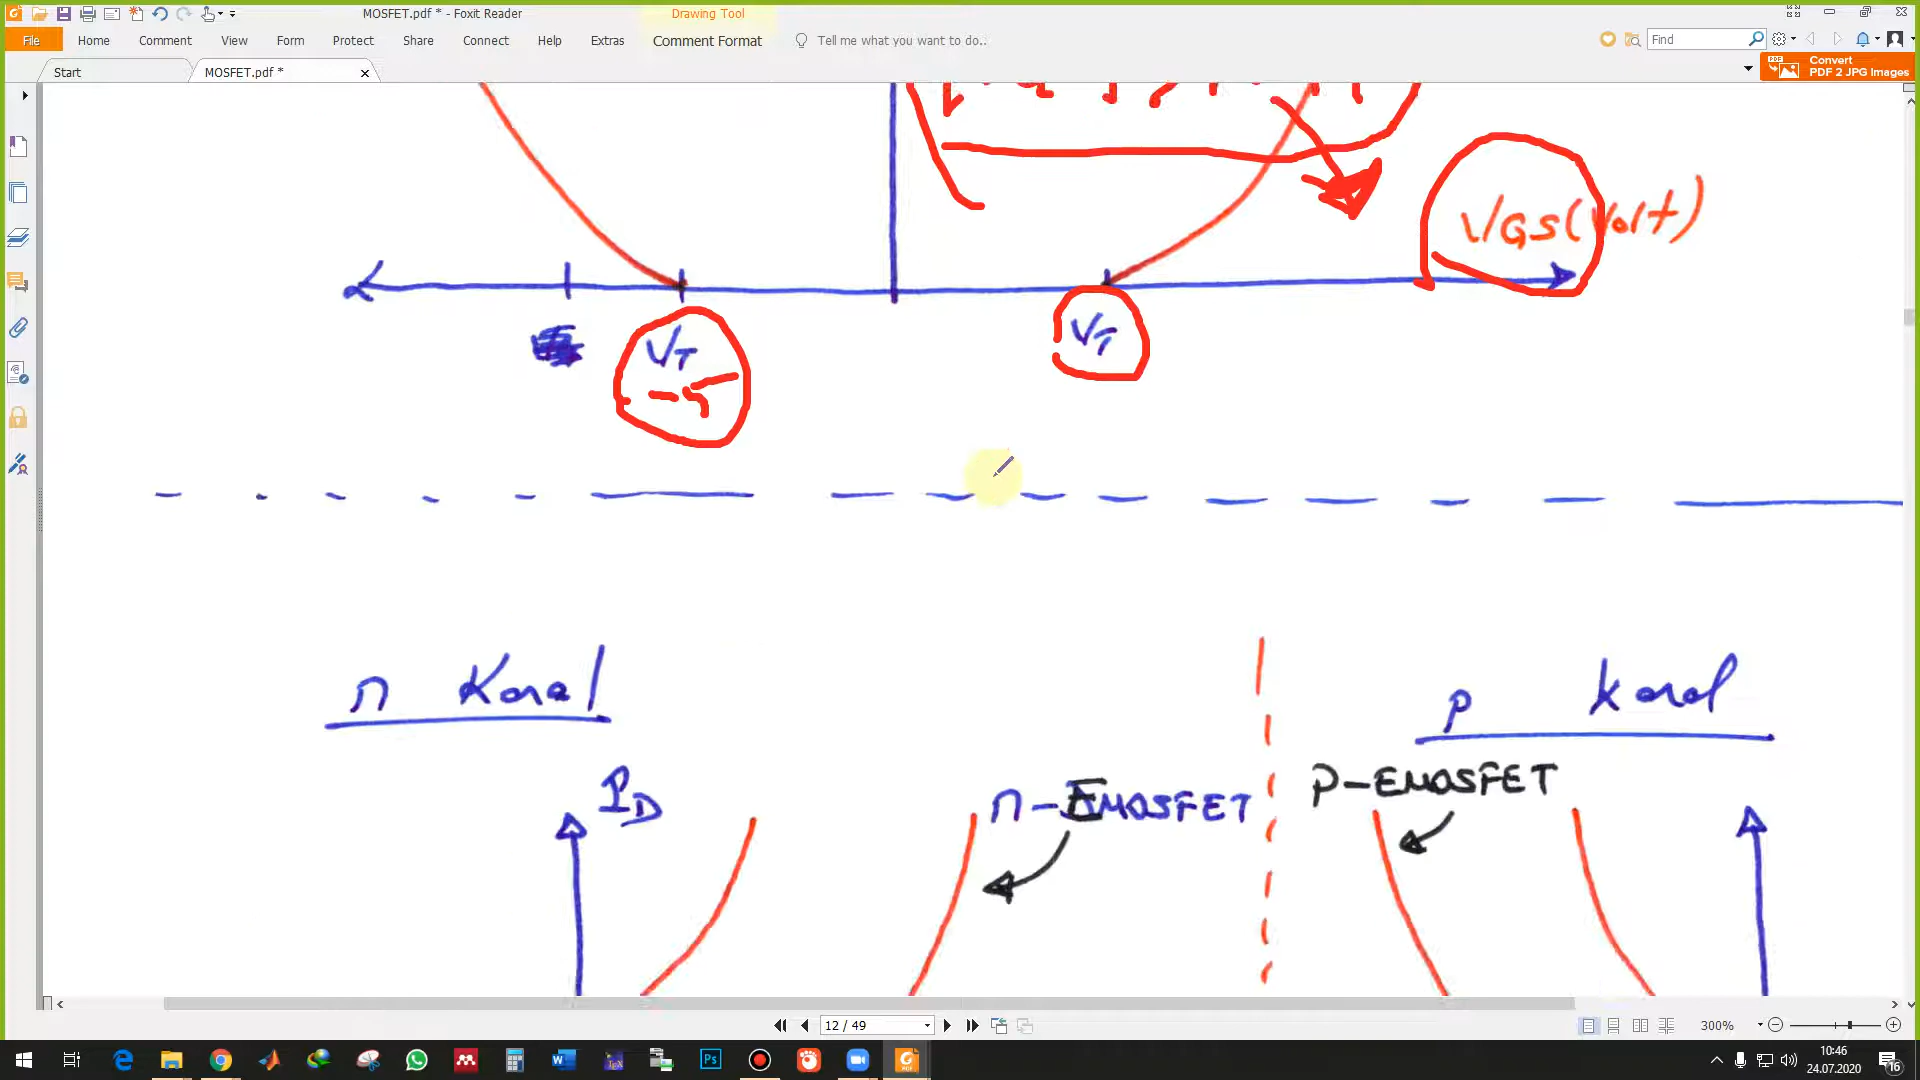 MOSFET.pdf * - Foxit Reader
Drawing Tool
File Home Comment View Form Protect Share Connect Help Extras Comment Format Tell me what you want to do..
Find
Start
MOSFET.pdf *
Convert
PDF 2 JPG Images
VGS(Volt)
VT
-5
VT
n Kanal
p kanal
ID
n-EMOSFET
P-EMOSFET
12 / 49
300%
10:46
24.07.2020
16